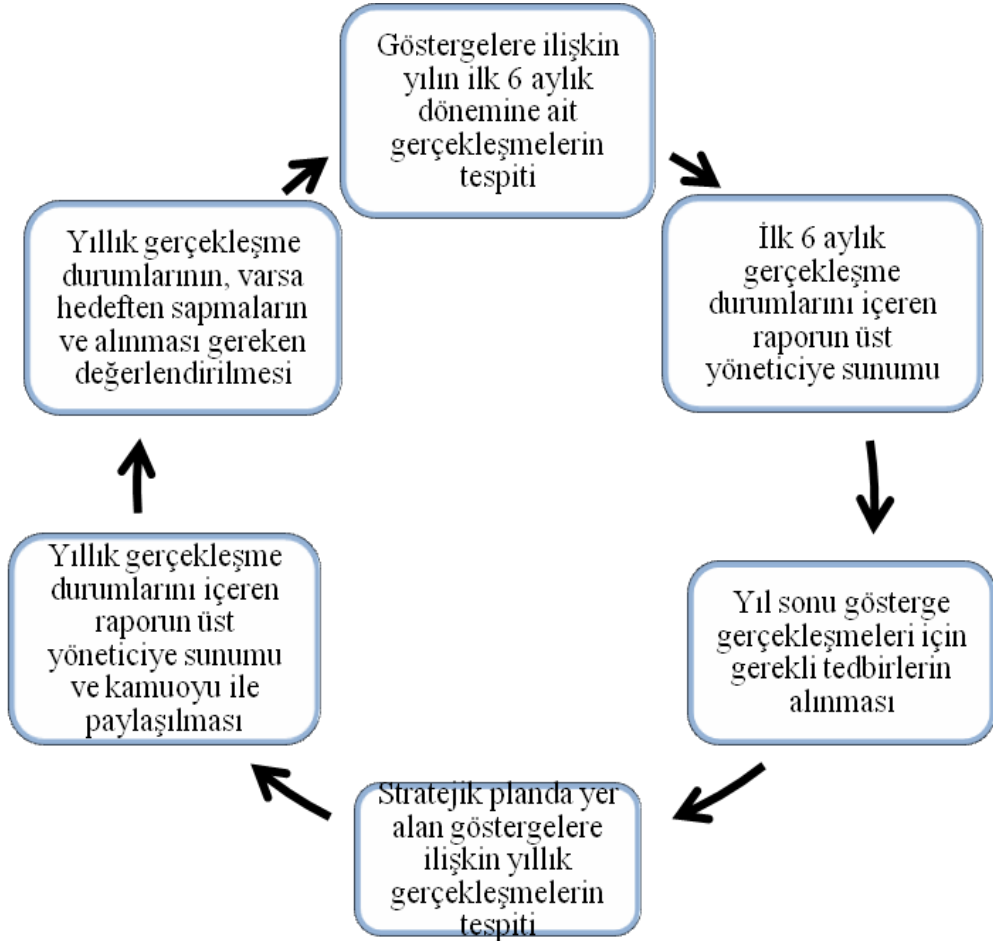 Göstergelere ilişkin
yılın ilk 6 aylık
dönemine ait
gerçekleşmelerin
tespiti
İlk 6 aylık
gerçekleşme
durumlarını içeren
raporun üst
yöneticiye sunumu
Yıl sonu gösterge
gerçekleşmeleri için
gerekli tedbirlerin
alınması
Stratejik planda yer
alan göstergelere
ilişkin yıllık
gerçekleşmelerin
tespiti
Yıllık gerçekleşme
durumlarını içeren
raporun üst
yöneticiye sunumu
ve kamuoyu ile
paylaşılması
Yıllık gerçekleşme
durumlarının, varsa
hedeften sapmaların
ve alınması gereken
değerlendirilmesi